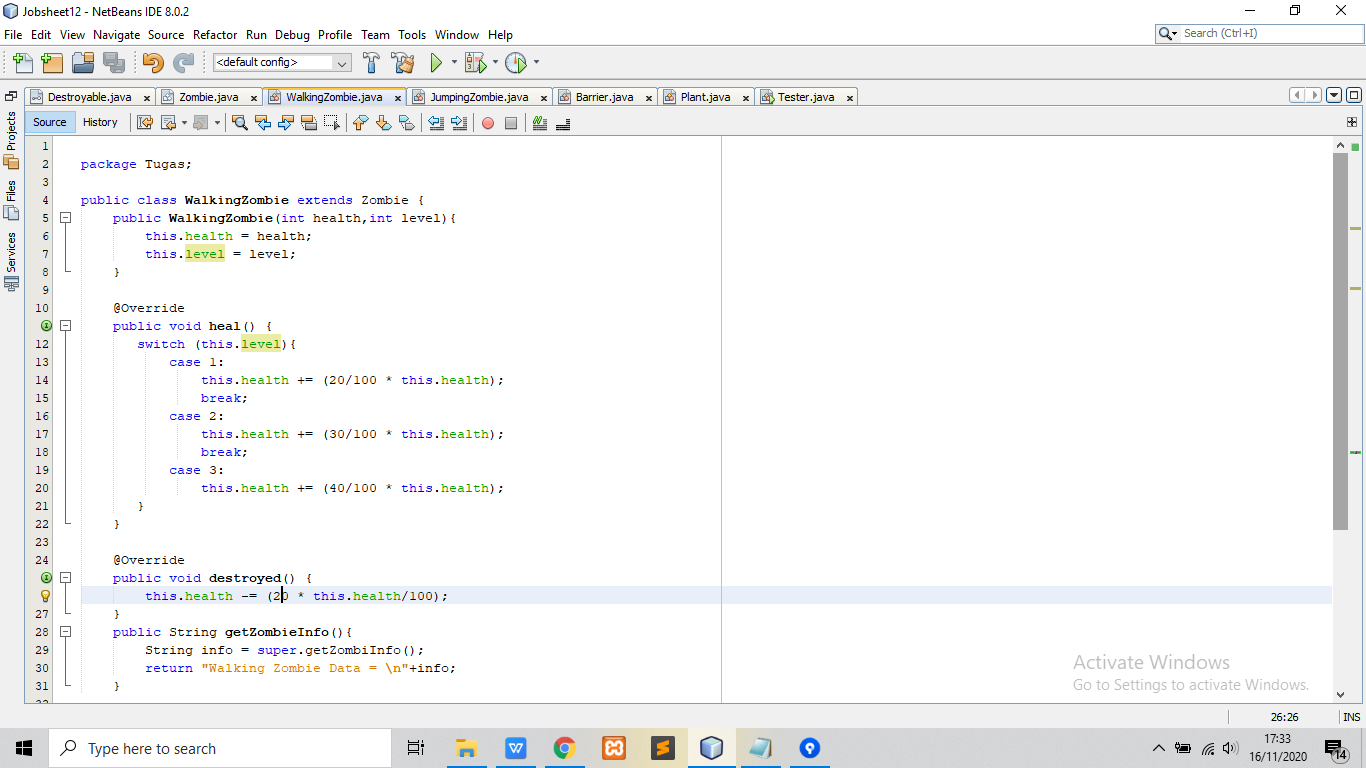 Jobsheet12 - NetBeans IDE 8.0.2
File Edit View Navigate Source Refactor Run Debug Profile Team Tools Window Help
Search (Ctrl+I)
<default config>
Destroyable.java Zombie.java WalkingZombie.java JumpingZombie.java Barrier.java Plant.java Tester.java
Source History
Projects
Files
Services
1
2 package Tugas;
3
4 public class WalkingZombie extends Zombie {
5 public WalkingZombie(int health,int level){
6 this.health = health;
7 this.level = level;
8 }
9
10 @Override
public void heal() {
12 switch (this.level){
13 case 1:
14 this.health += (20/100 * this.health);
15 break;
16 case 2:
17 this.health += (30/100 * this.health);
18 break;
19 case 3:
20 this.health += (40/100 * this.health);
21 }
22 }
23
24 @Override
public void destroyed() {
this.health -= (20 * this.health/100);
27 }
28 public String getZombieInfo(){
29 String info = super.getZombiInfo();
30 return "Walking Zombie Data = \n"+info;
31 }
Activate Windows
Go to Settings to activate Windows.
26:26 INS
Type here to search
17:33
16/11/2020
14